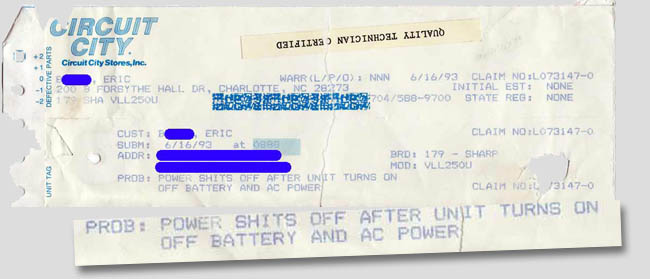 CIRCUIT
CITY
Circuit City Stores, Inc.
QUALITY TECHNICIAN CERTIFIED
DEFECTIVE PARTS
+2
+1
-1
-2
UNIT TAG
ERIC WARR(L/P/O): NNN 6/16/93 CLAIM NO:L073147-0
FORSYTHE HALL DR, CHARLOTTE, NC 28273 INITIAL EST: NONE
179 SHA VLL250U 704/588-9700 STATE REG: NONE
CUST: B , ERIC CLAIM NO:L073147-0
SUBM: 6/16/93 at
ADDR: BRD: 179 - SHARP
MOD: VLL250U
PROB: POWER SHITS OFF AFTER UNIT TURNS ON
OFF BATTERY AND AC POWER CLAIM NO:L 73147-0
PROB: POWER SHITS OFF AFTER UNIT TURNS ON
OFF BATTERY AND AC POWER